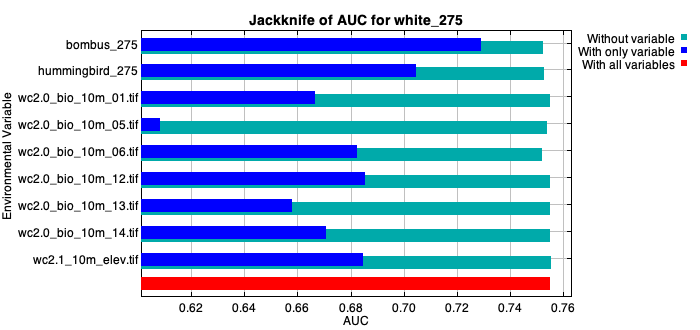 Jackknife of AUC for white_275
Without variable
With only variable
With all variables
Environmental Variable
bombus_275
hummingbird_275
wc2.0_bio_10m_01.tif
wc2.0_bio_10m_05.tif
wc2.0_bio_10m_06.tif
wc2.0_bio_10m_12.tif
wc2.0_bio_10m_13.tif
wc2.0_bio_10m_14.tif
wc2.1_10m_elev.tif
0.62 0.64 0.66 0.68 0.70 0.72 0.74 0.76
AUC